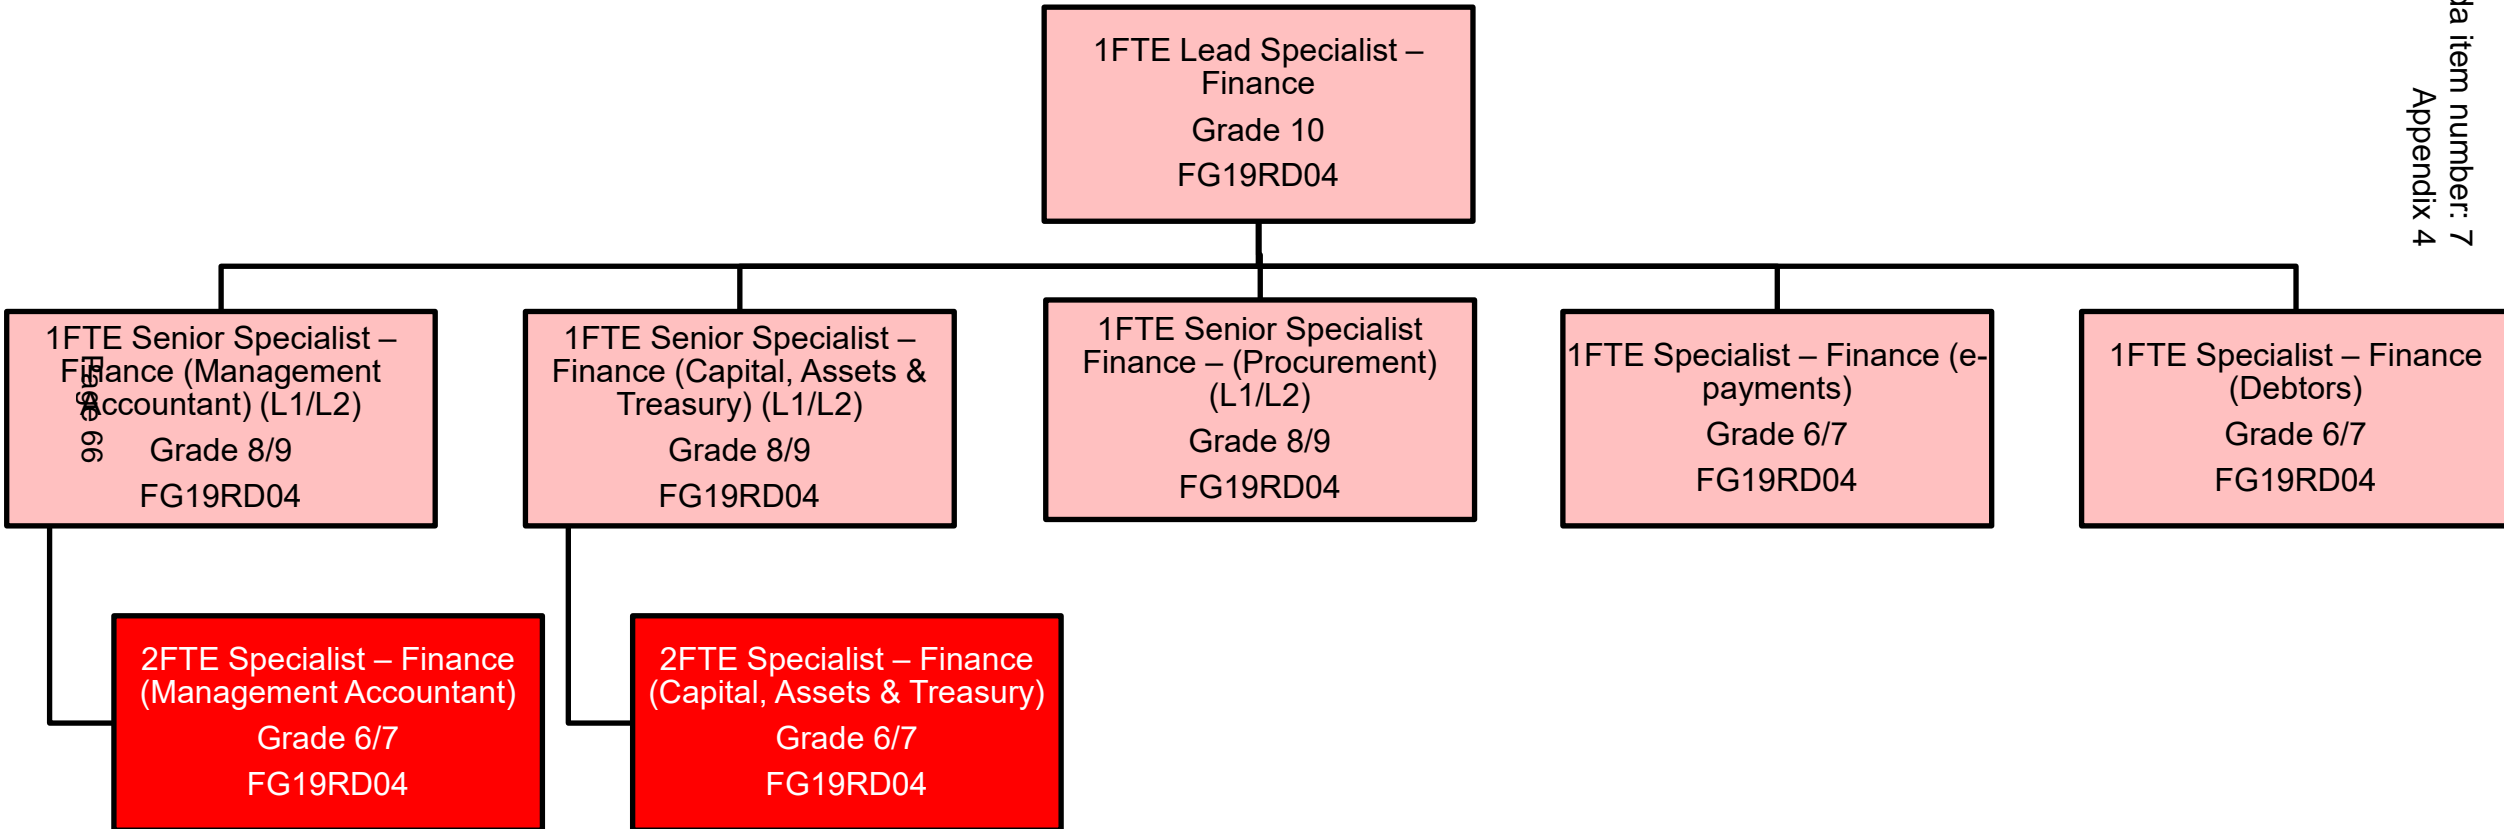 da item number: 7
Appendix 4
1FTE Lead Specialist –
Finance
Grade 10
FG19RD04
1FTE Senior Specialist –
Finance (Management
Accountant) (L1/L2)
Grade 8/9
FG19RD04
Page 66
1FTE Senior Specialist –
Finance (Capital, Assets &
Treasury) (L1/L2)
Grade 8/9
FG19RD04
1FTE Senior Specialist
Finance – (Procurement)
(L1/L2)
Grade 8/9
FG19RD04
1FTE Specialist – Finance (e-
payments)
Grade 6/7
FG19RD04
1FTE Specialist – Finance
(Debtors)
Grade 6/7
FG19RD04
2FTE Specialist – Finance
(Management Accountant)
Grade 6/7
FG19RD04
2FTE Specialist – Finance
(Capital, Assets & Treasury)
Grade 6/7
FG19RD04